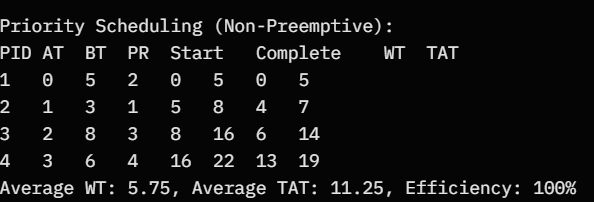 Priority Scheduling (Non-Preemptive):
PID AT  BT  PR  Start   Complete    WT  TAT
1   0   5   2   0   5   0   5
2   1   3   1   5   8   4   7
3   2   8   3   8   16  6   14
4   3   6   4   16  22  13  19
Average WT: 5.75, Average TAT: 11.25, Efficiency: 100%